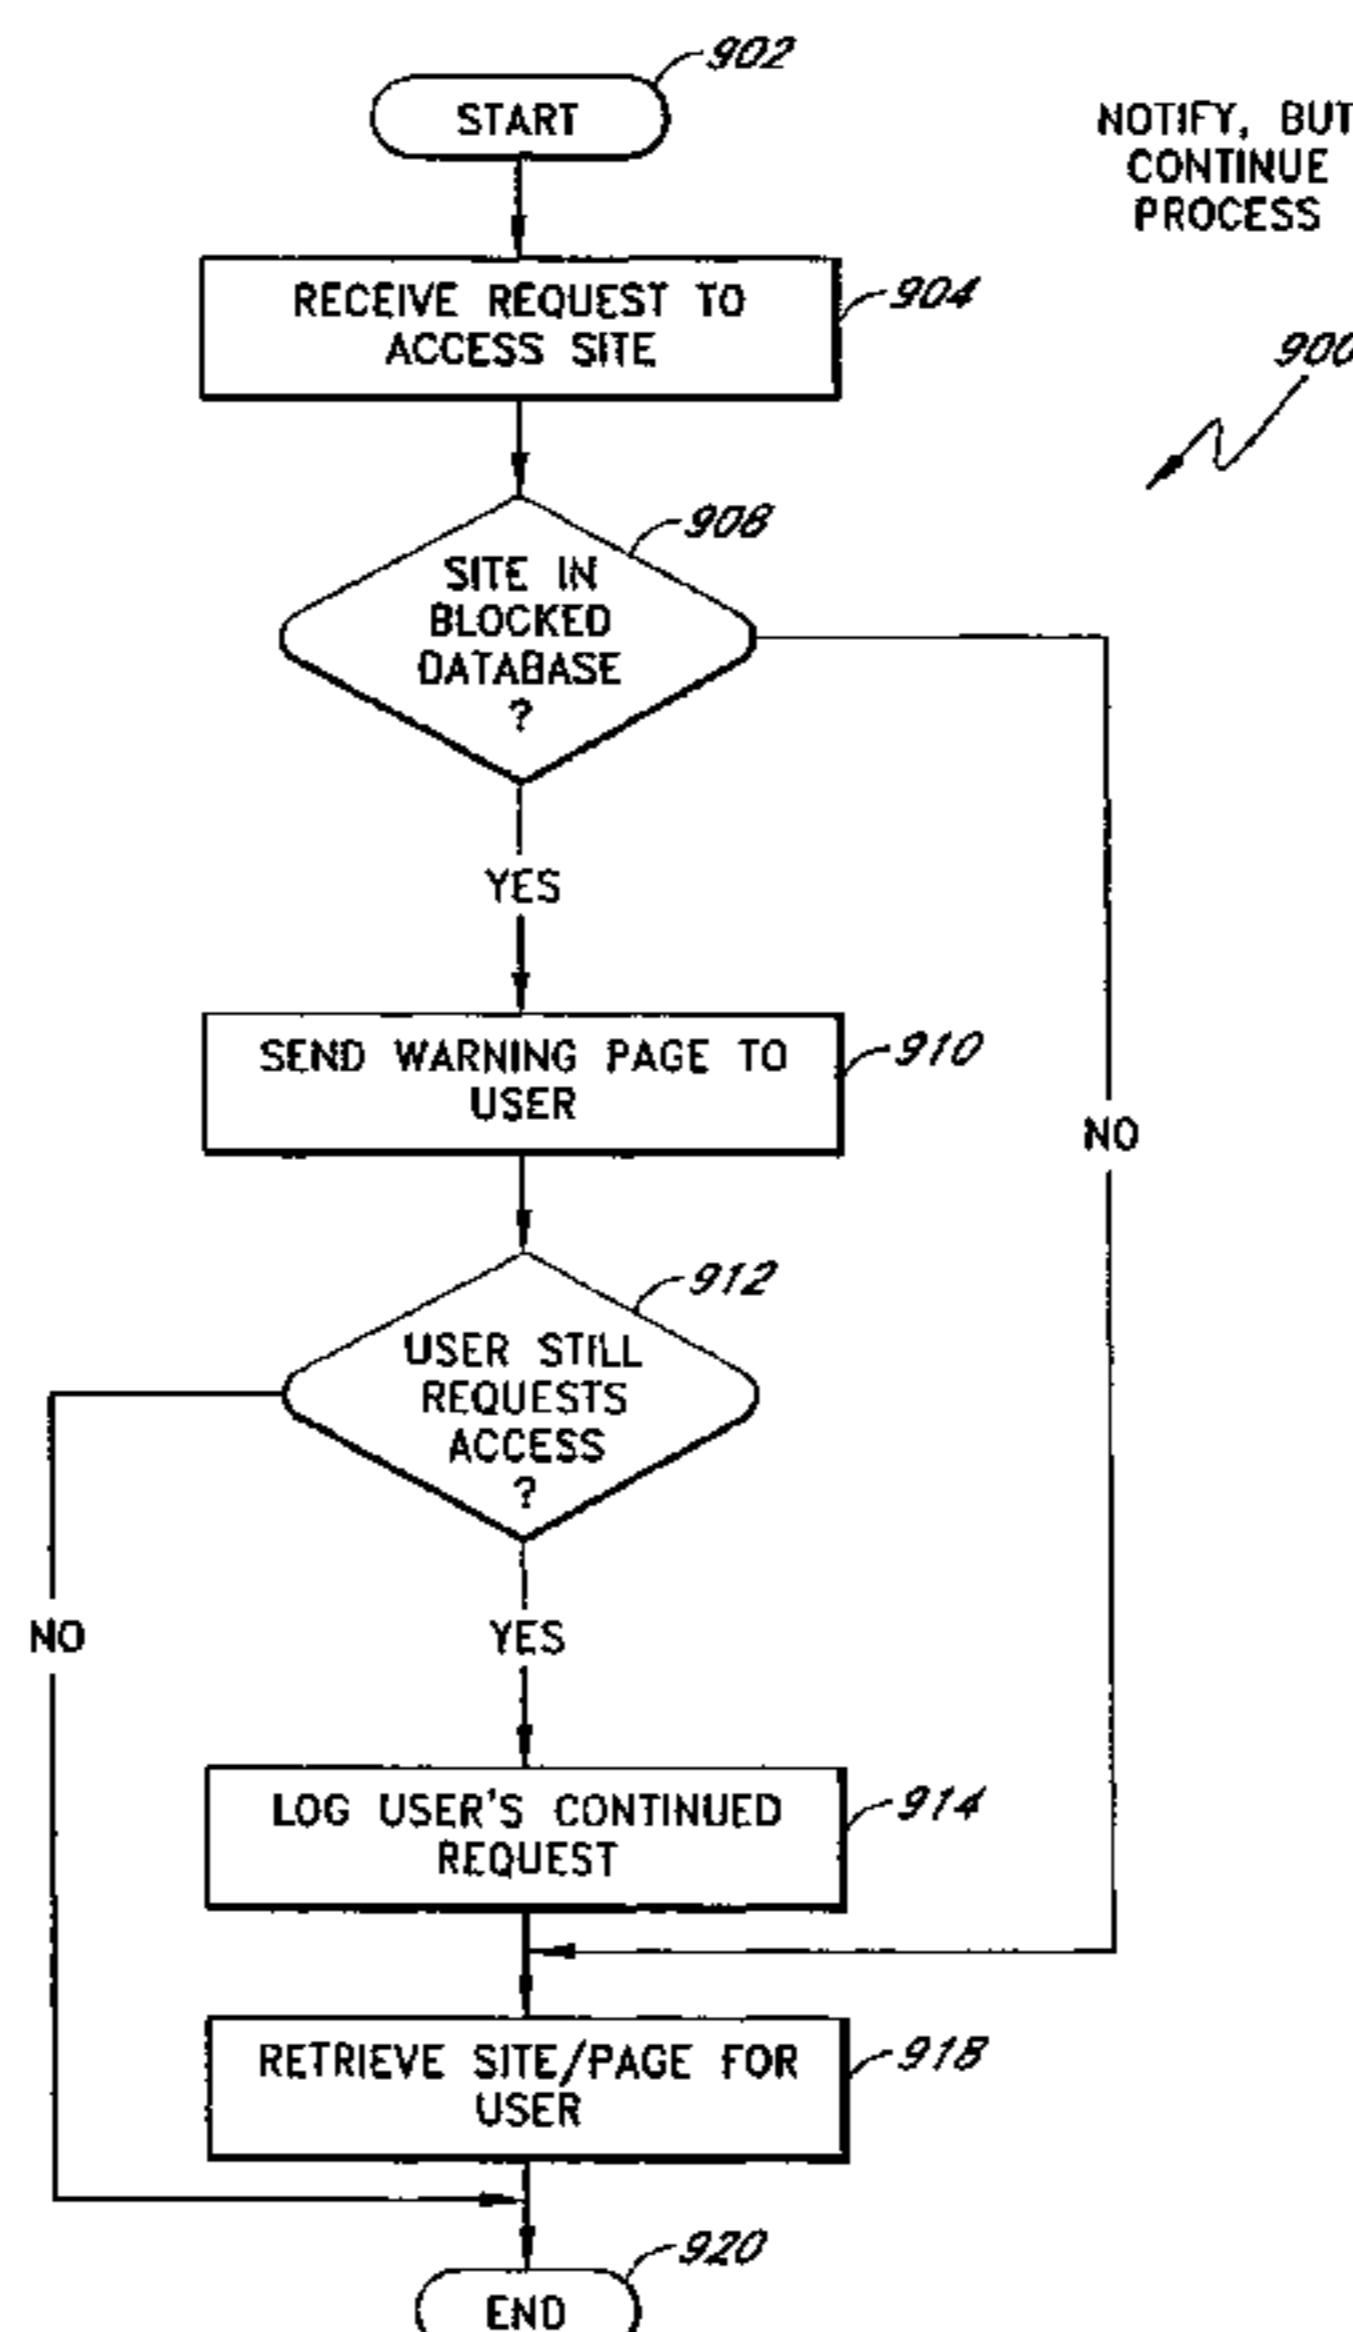 902
START
NOTIFY, BUT
CONTINUE
PROCESS
RECEIVE REQUEST TO
ACCESS SITE
904
900
908
SITE IN
BLOCKED
DATABASE
?
YES
SEND WARNING PAGE TO
USER
910
NO
912
USER STILL
REQUESTS
ACCESS
?
NO
YES
LOG USER'S CONTINUED
REQUEST
914
RETRIEVE SITE/PAGE FOR
USER
918
920
END